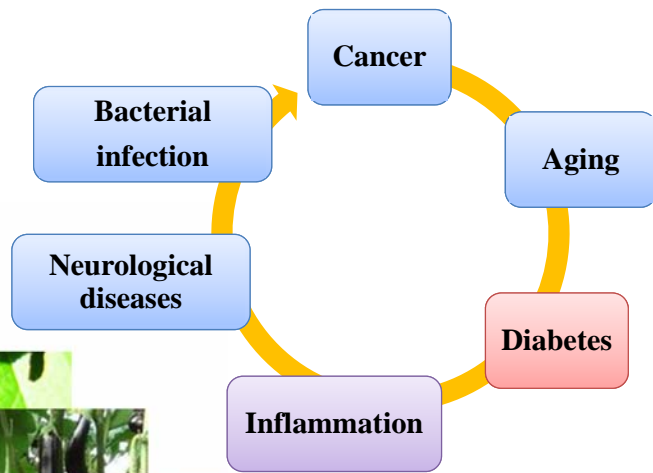 Cancer
Bacterial
infection
Aging
Neurological
diseases
Diabetes
Inflammation